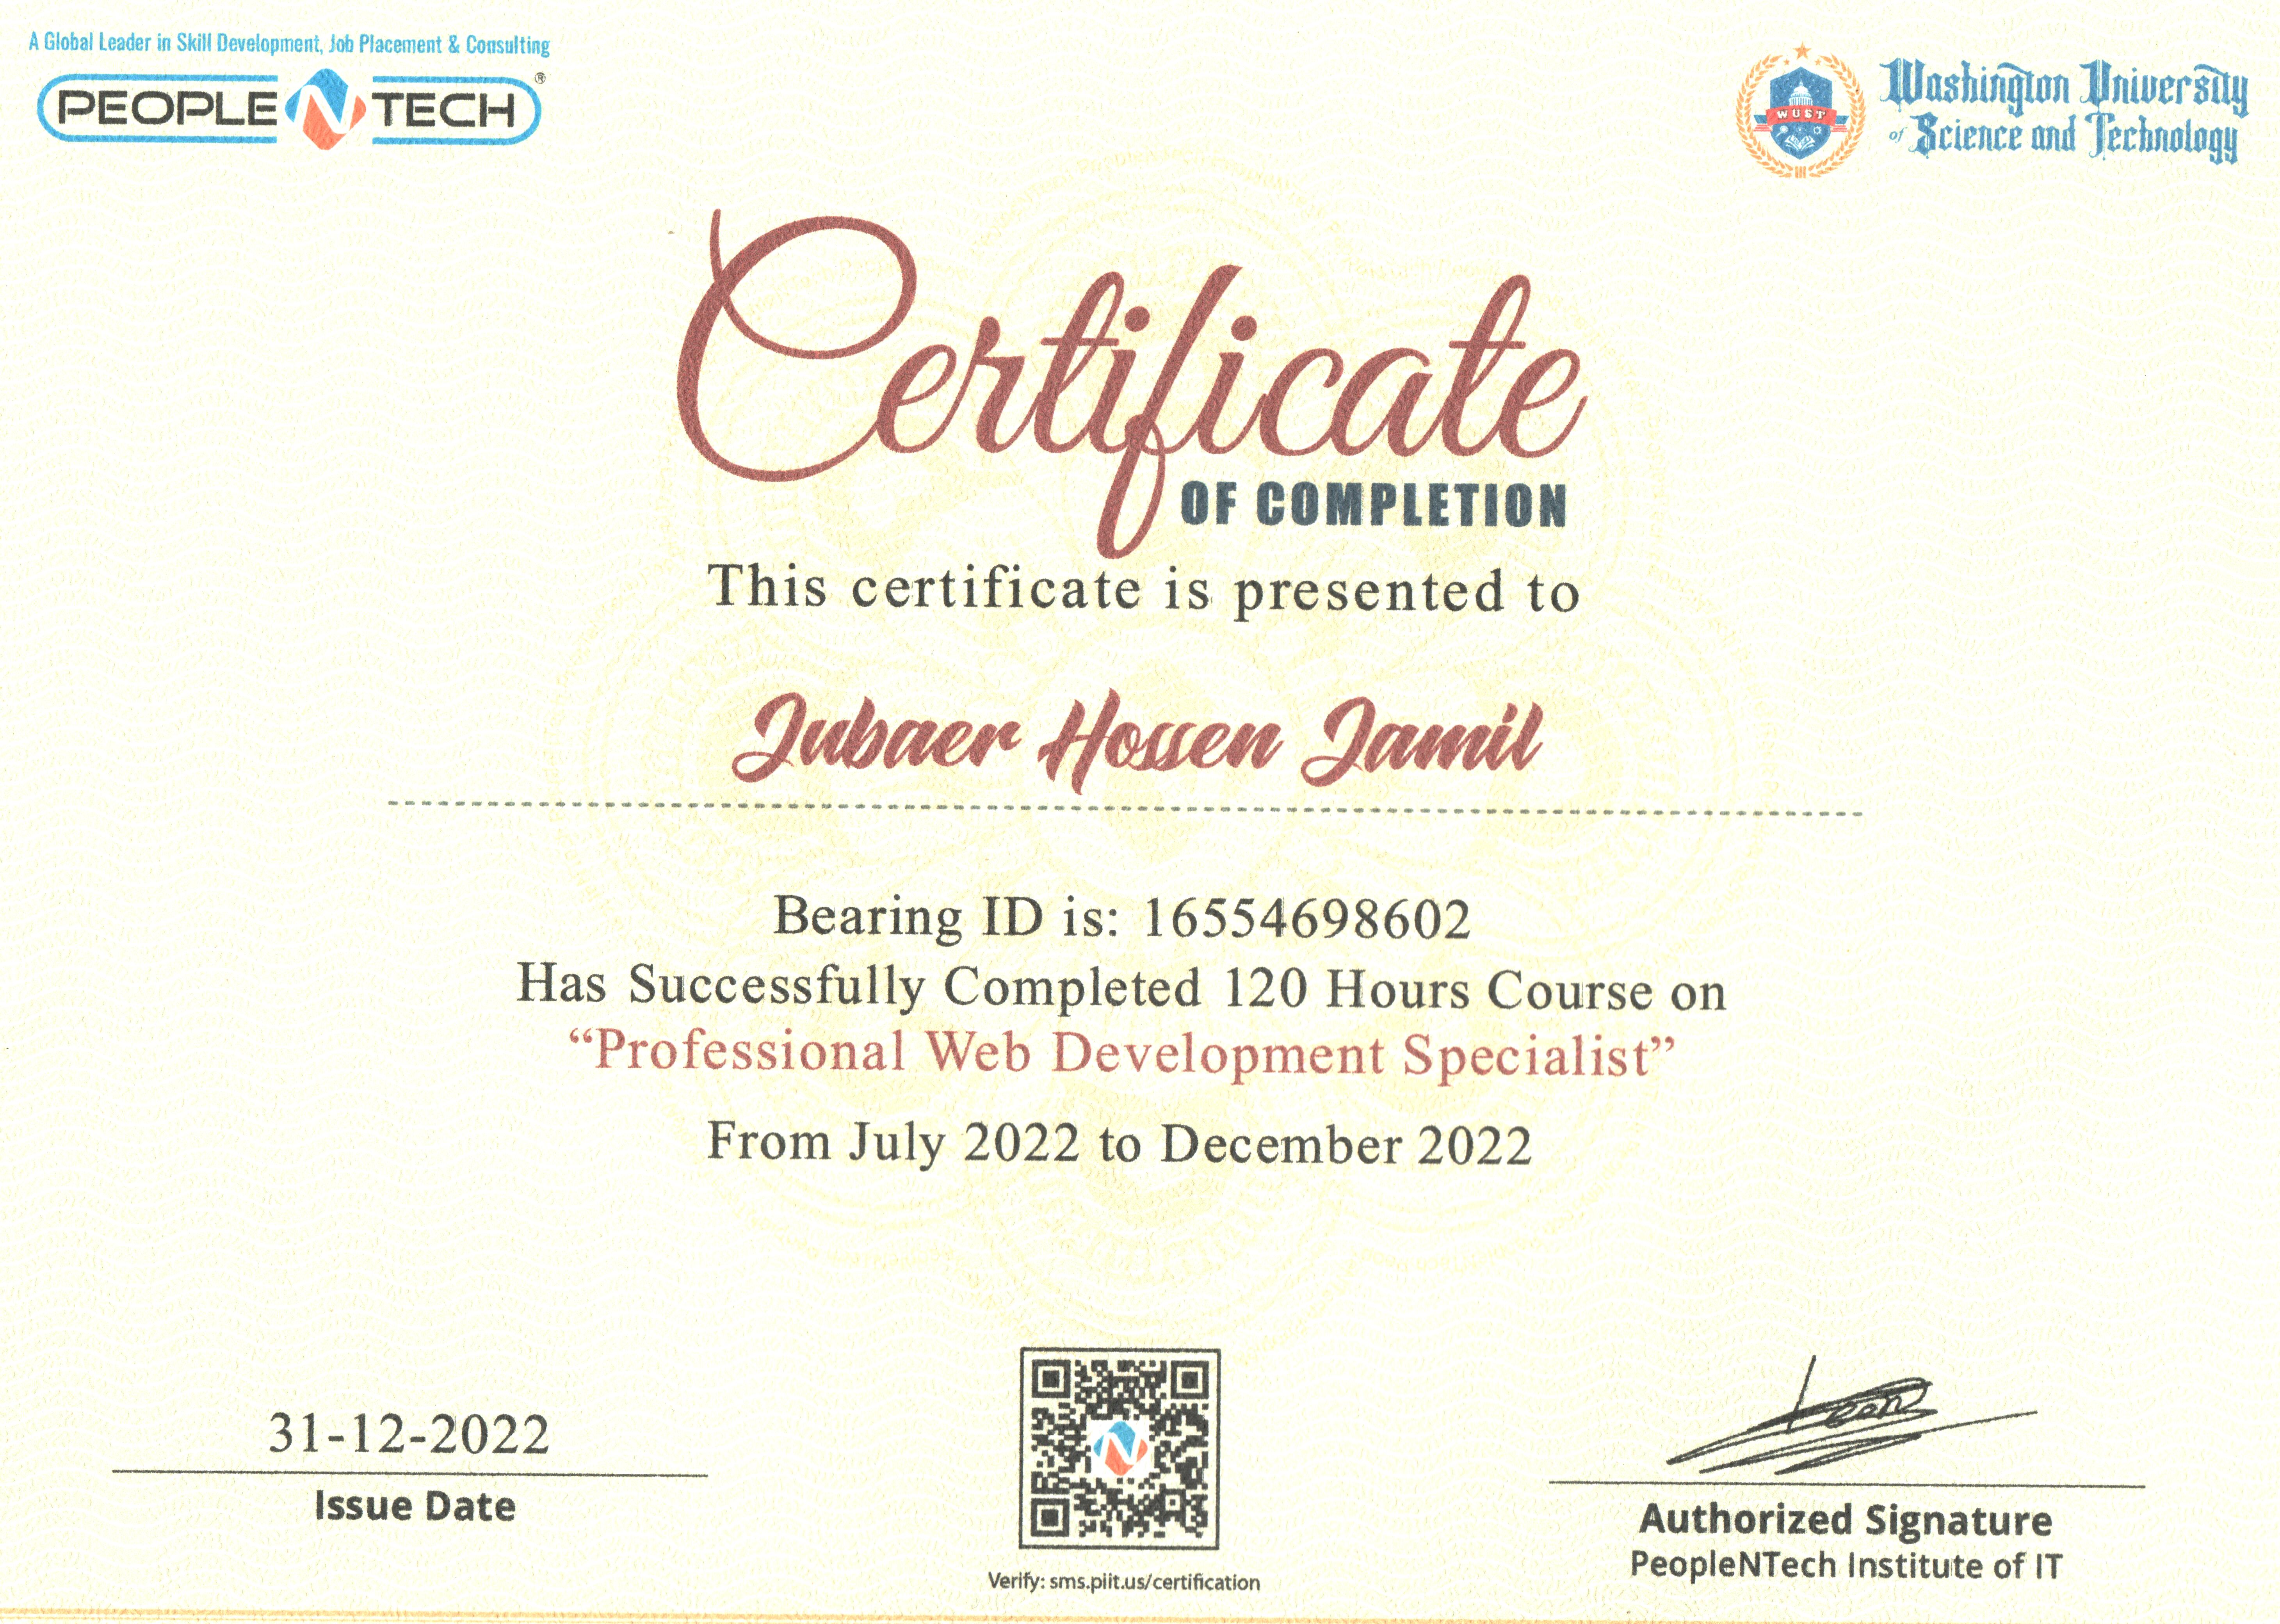 A Global Leader in Skill Development, Job Placement & Consulting
PEOPLE N TECH ®
WUST
Washington University
of Science and Technology
Certificate
OF COMPLETION
This certificate is presented to
Jubaer Hossen Jamil
Bearing ID is: 16554698602
Has Successfully Completed 120 Hours Course on
“Professional Web Development Specialist”
From July 2022 to December 2022
31-12-2022
Issue Date
Verify: sms.piit.us/certification
Authorized Signature
PeopleNTech Institute of IT